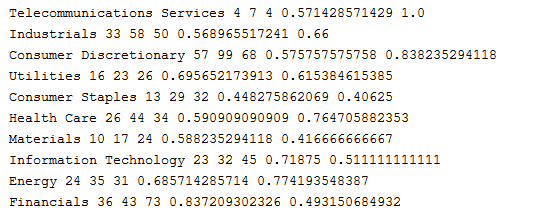 Telecommunications Services 4 7 4 0.571428571429 1.0
Industrials 33 58 50 0.568965517241 0.66
Consumer Discretionary 57 99 68 0.575757575758 0.838235294118
Utilities 16 23 26 0.695652173913 0.615384615385
Consumer Staples 13 29 32 0.448275862069 0.40625
Health Care 26 44 34 0.590909090909 0.764705882353
Materials 10 17 24 0.588235294118 0.416666666667
Information Technology 23 32 45 0.71875 0.511111111111
Energy 24 35 31 0.685714285714 0.774193548387
Financials 36 43 73 0.837209302326 0.493150684932